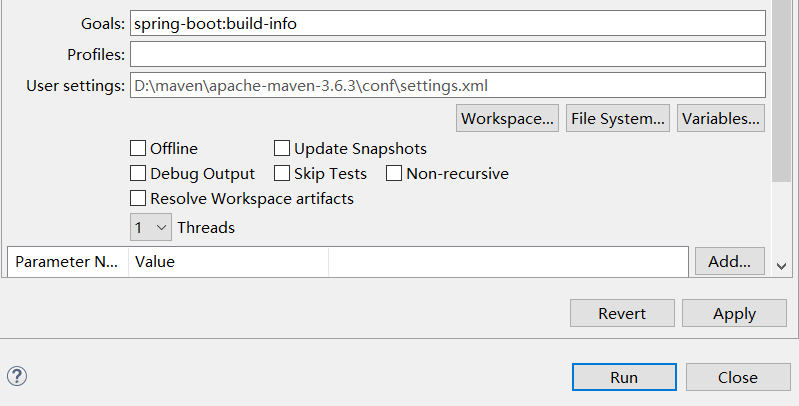 Goals: spring-boot:build-info
Profiles:
User settings: D:\maven\apache-maven-3.6.3\conf\settings.xml
Workspace... File System... Variables...
Offline Update Snapshots
Debug Output Skip Tests Non-recursive
Resolve Workspace artifacts
1 Threads
Parameter N... Value Add...
Revert Apply
? Run Close